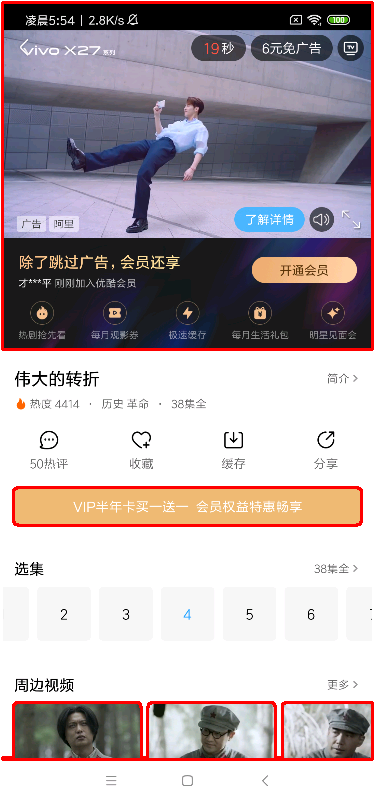 凌晨5:54 | 2.8K/s
100
vivo X27系列
19秒
6元免广告
TV
广告
阿里
了解详情
除了跳过广告，会员还享
才***平 刚刚加入优酷会员
开通会员
热剧抢先看
每月观影券
极速缓存
每月生活礼包
明星见面会
伟大的转折
简介 >
热度 4414 · 历史 革命 · 38集全
50热评
收藏
缓存
分享
VIP半年卡买一送一 会员权益特惠畅享
选集
38集全 >
2
3
4
5
6
周边视频
更多 >